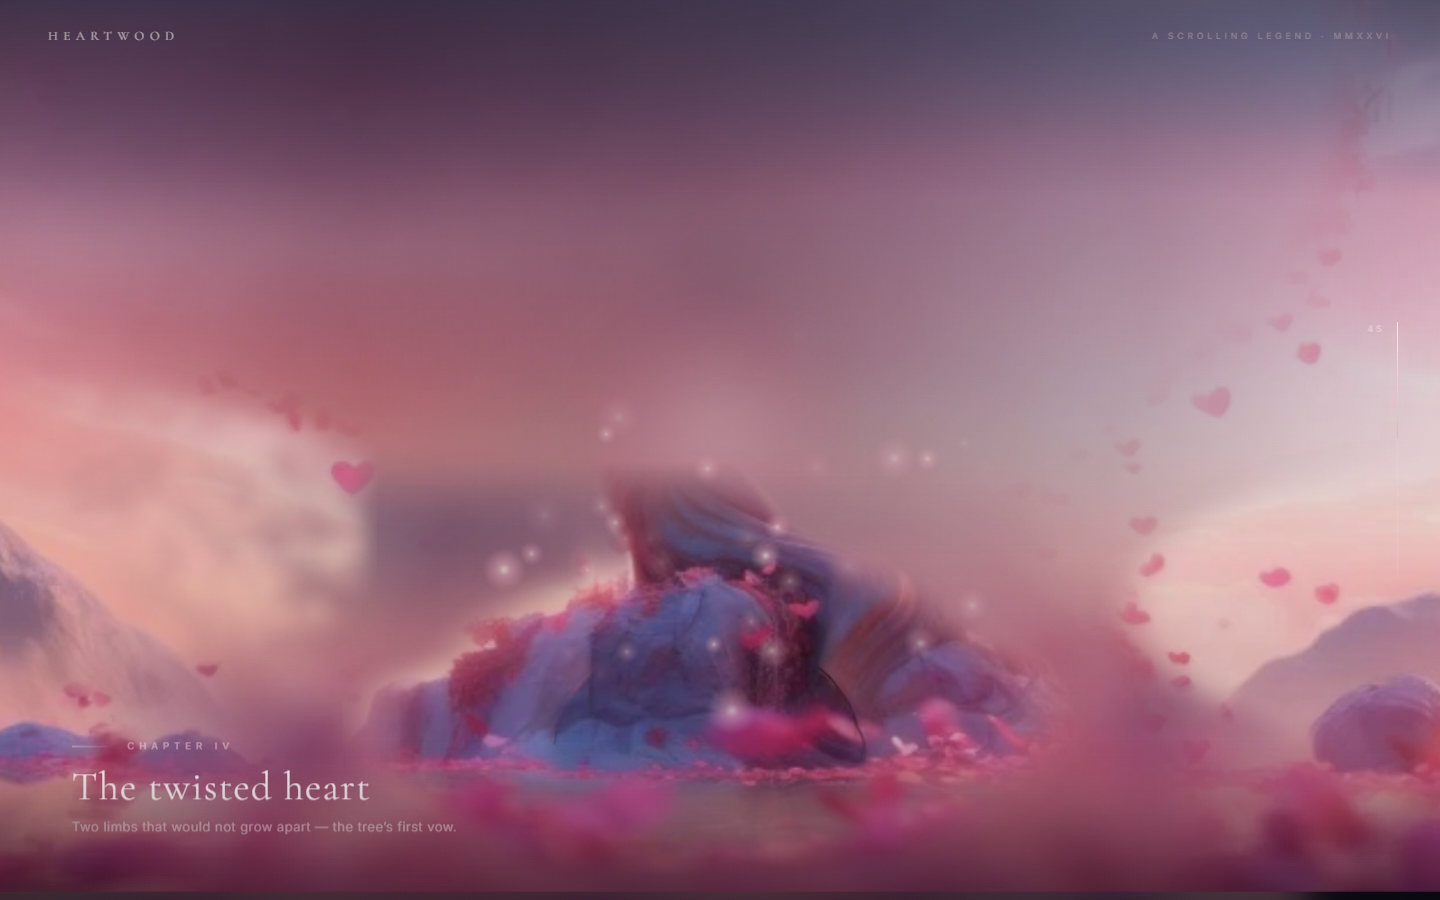 HEARTWOOD
A SCROLLING LEGEND · MMXXVI
45
CHAPTER IV
The twisted heart
Two limbs that would not grow apart — the tree’s first vow.